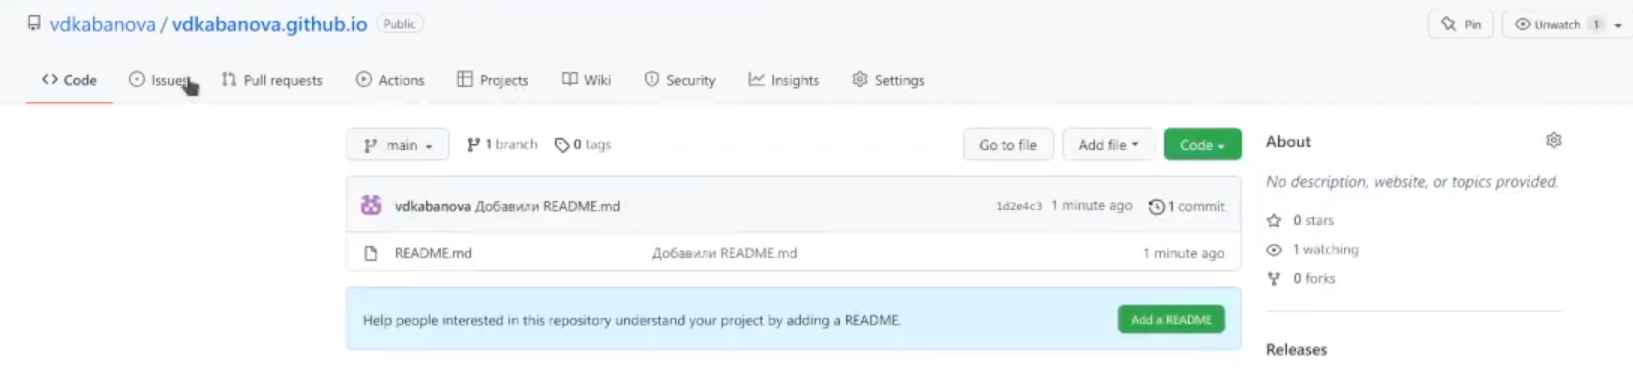 vdkabanova / vdkabanova.github.io Public Pin Unwatch 1
Code Issues Pull requests Actions Projects Wiki Security Insights Settings
main 1 branch 0 tags Go to file Add file Code
About
No description, website, or topics provided.
vdkabanova Добавили README.md 1d2e4c3 1 minute ago 1 commit
0 stars
README.md Добавили README.md 1 minute ago
1 watching
0 forks
Help people interested in this repository understand your project by adding a README. Add a README
Releases